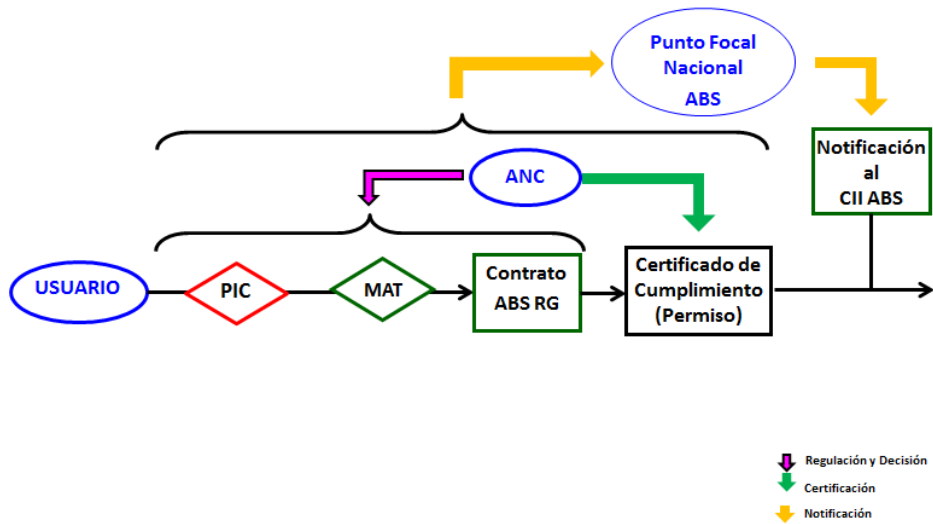 Punto Focal
Nacional
ABS
Notificación
al
CII ABS
ANC
USUARIO
PIC
MAT
Contrato
ABS RG
Certificado de
Cumplimiento
(Permiso)
Regulación y Decisión
Certificación
Notificación